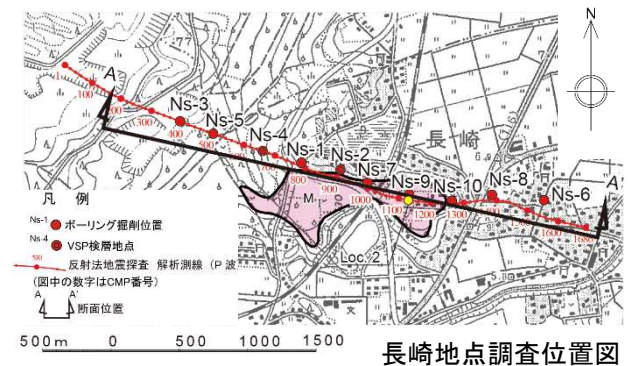 N
A
1
100
200
300
400
500
Ns-3
Ns-5
Ns-4
Ns-1
Ns-2
Ns-7
Ns-9
Ns-10
Ns-8
Ns-6
800
900
1000
1100
1200
1300
1600
1680
A'
77
長崎
M
Loc.2
凡 例
Ns-1 ボーリング掘削位置
Ns-4 VSP検層地点
500 反射法地震探査 解析測線(P波)
(図中の数字はCMP番号)
A A' 断面位置
500m 0 500 1000 1500
長崎地点調査位置図